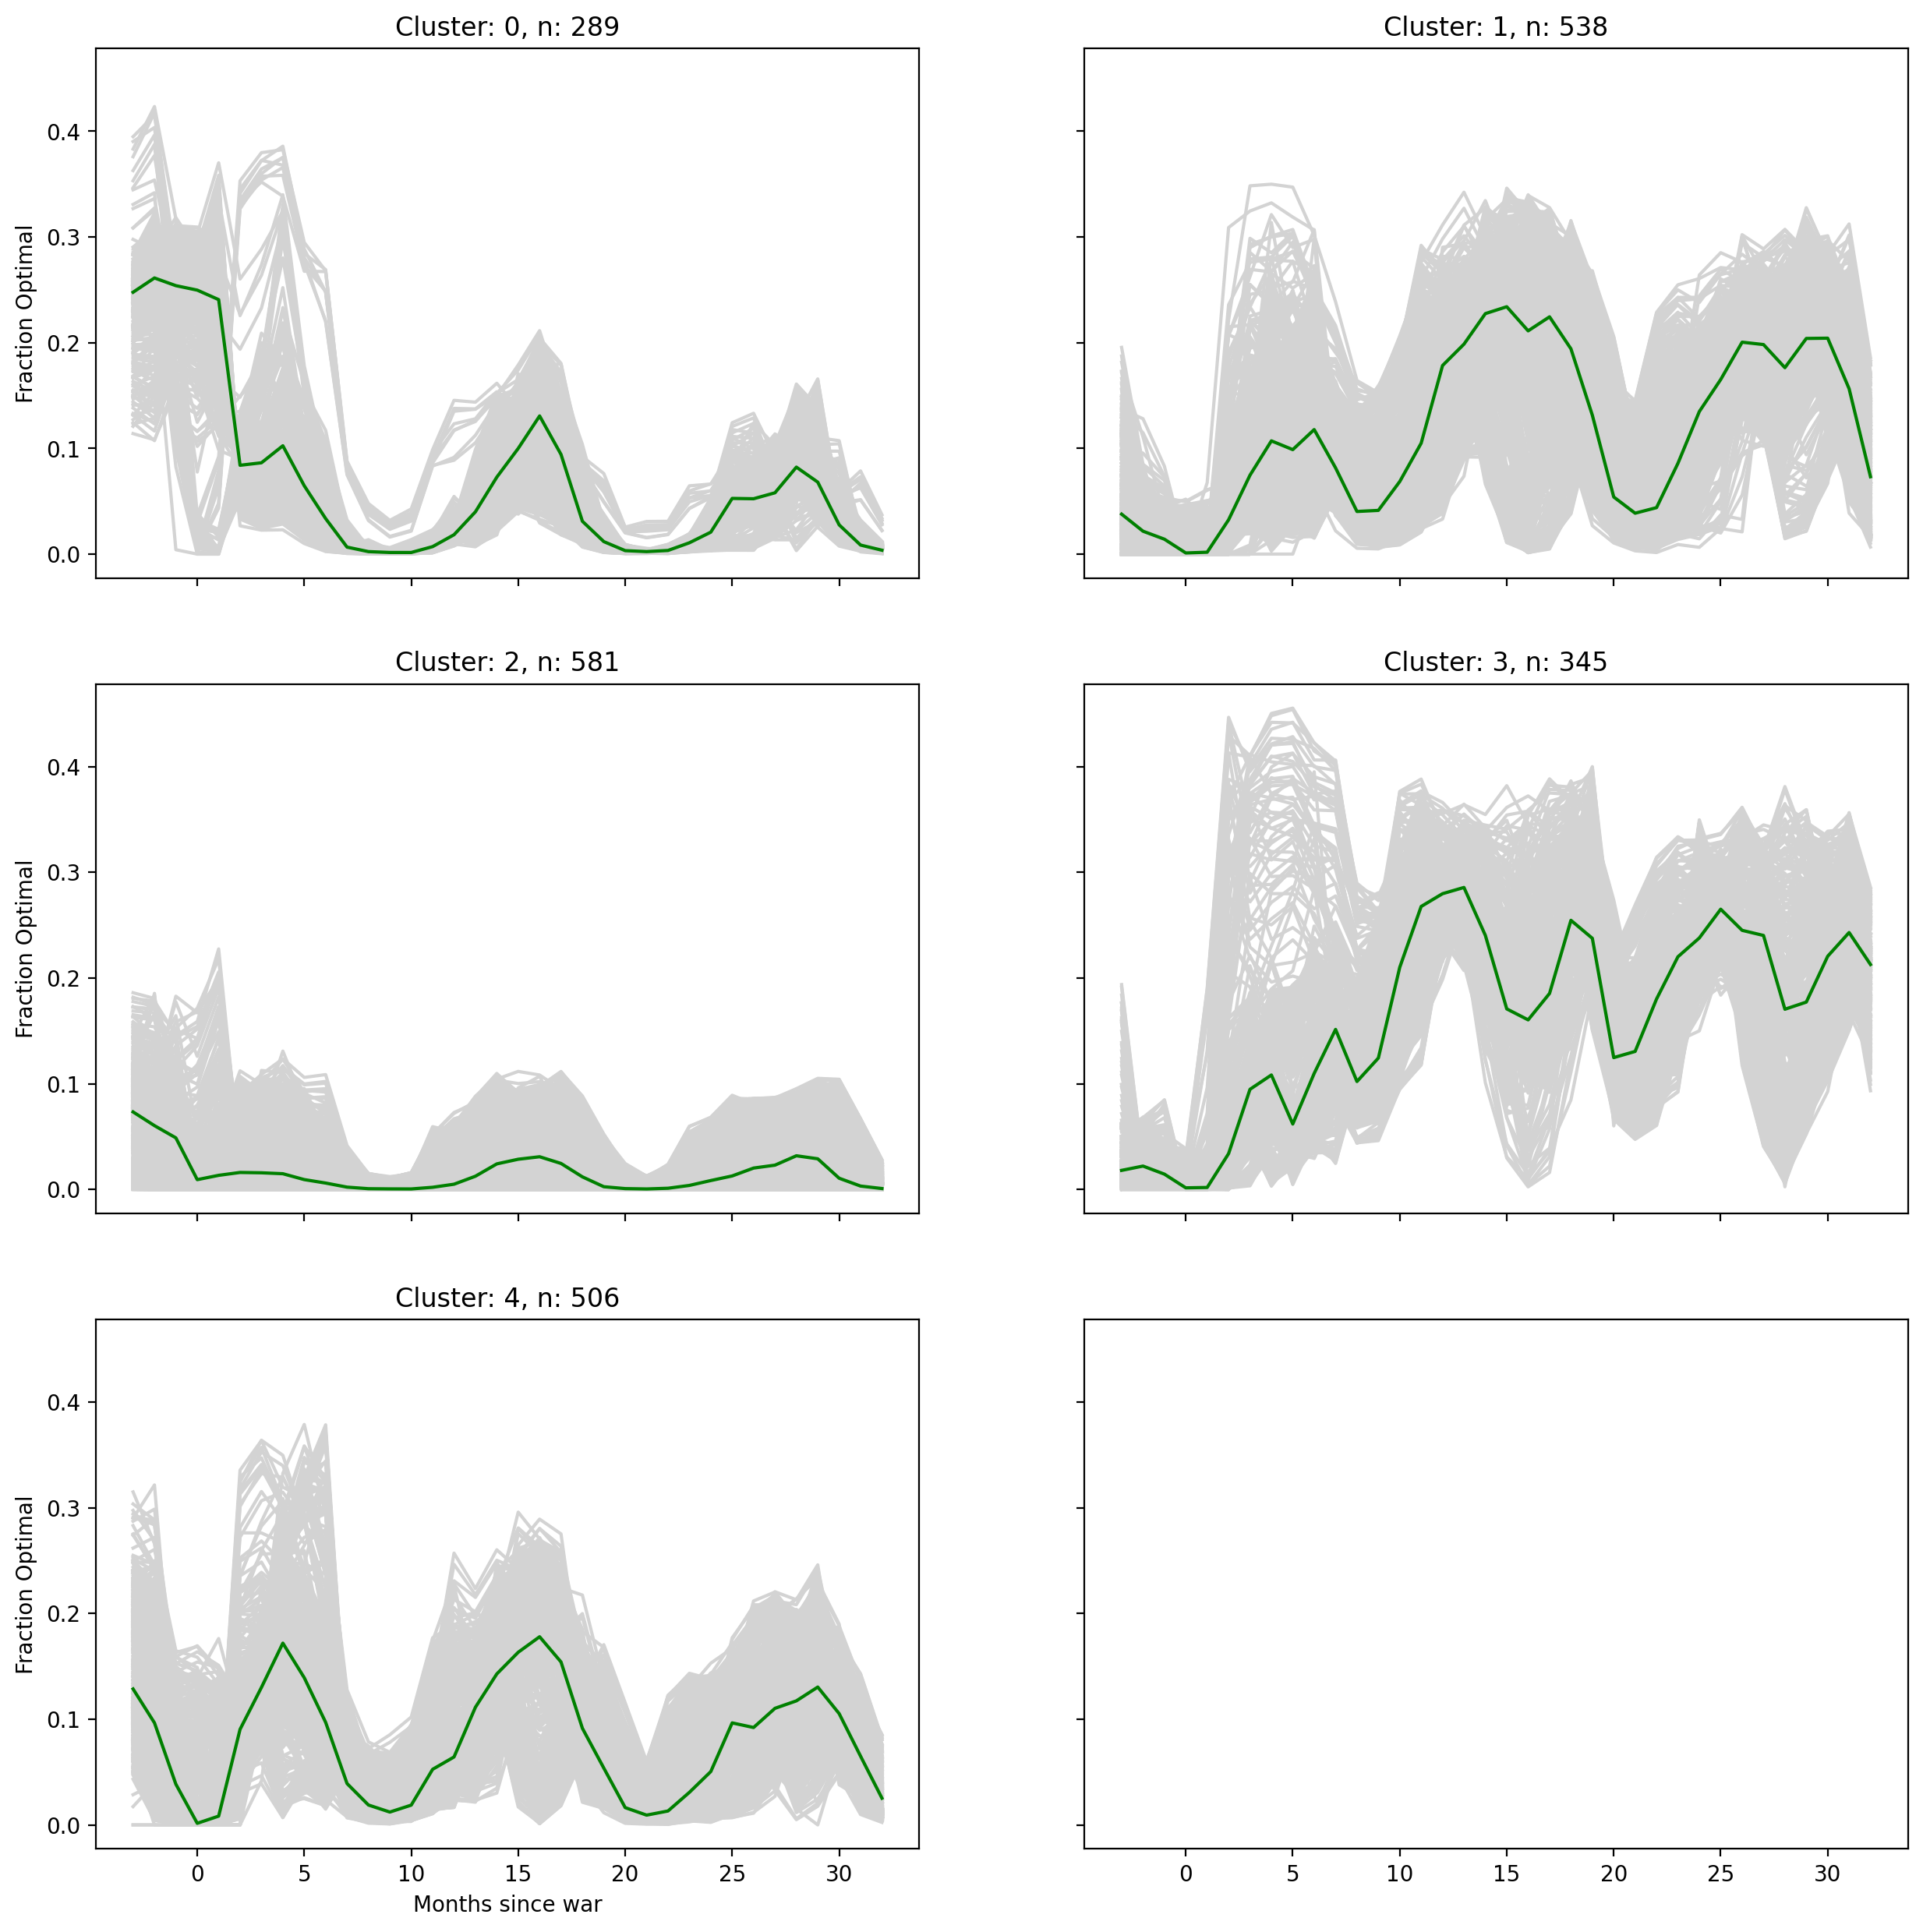 Cluster: 0, n: 289
Cluster: 1, n: 538
Fraction Optimal
0.4
0.3
0.2
0.1
0.0
Cluster: 2, n: 581
Cluster: 3, n: 345
Fraction Optimal
0.4
0.3
0.2
0.1
0.0
Cluster: 4, n: 506
Fraction Optimal
0.4
0.3
0.2
0.1
0.0
0 5 10 15 20 25 30
Months since war
0 5 10 15 20 25 30